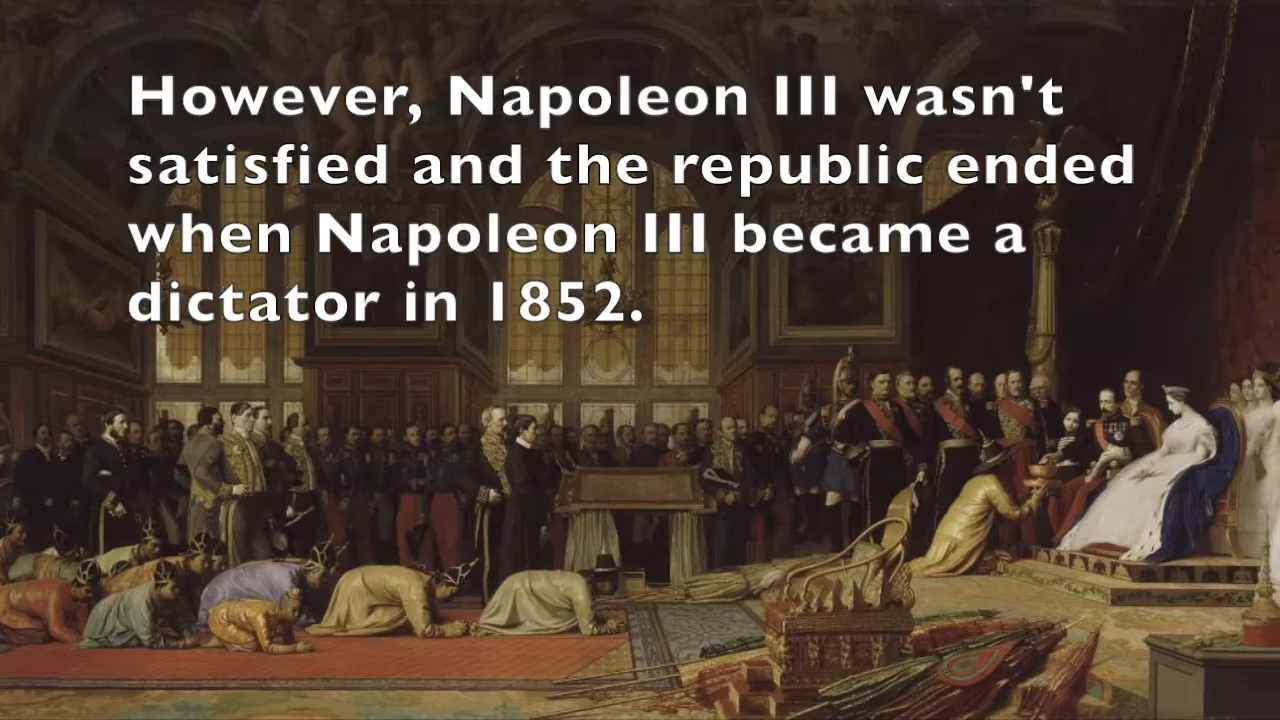 However, Napoleon III wasn't
satisfied and the republic ended
when Napoleon III became a
dictator in 1852.